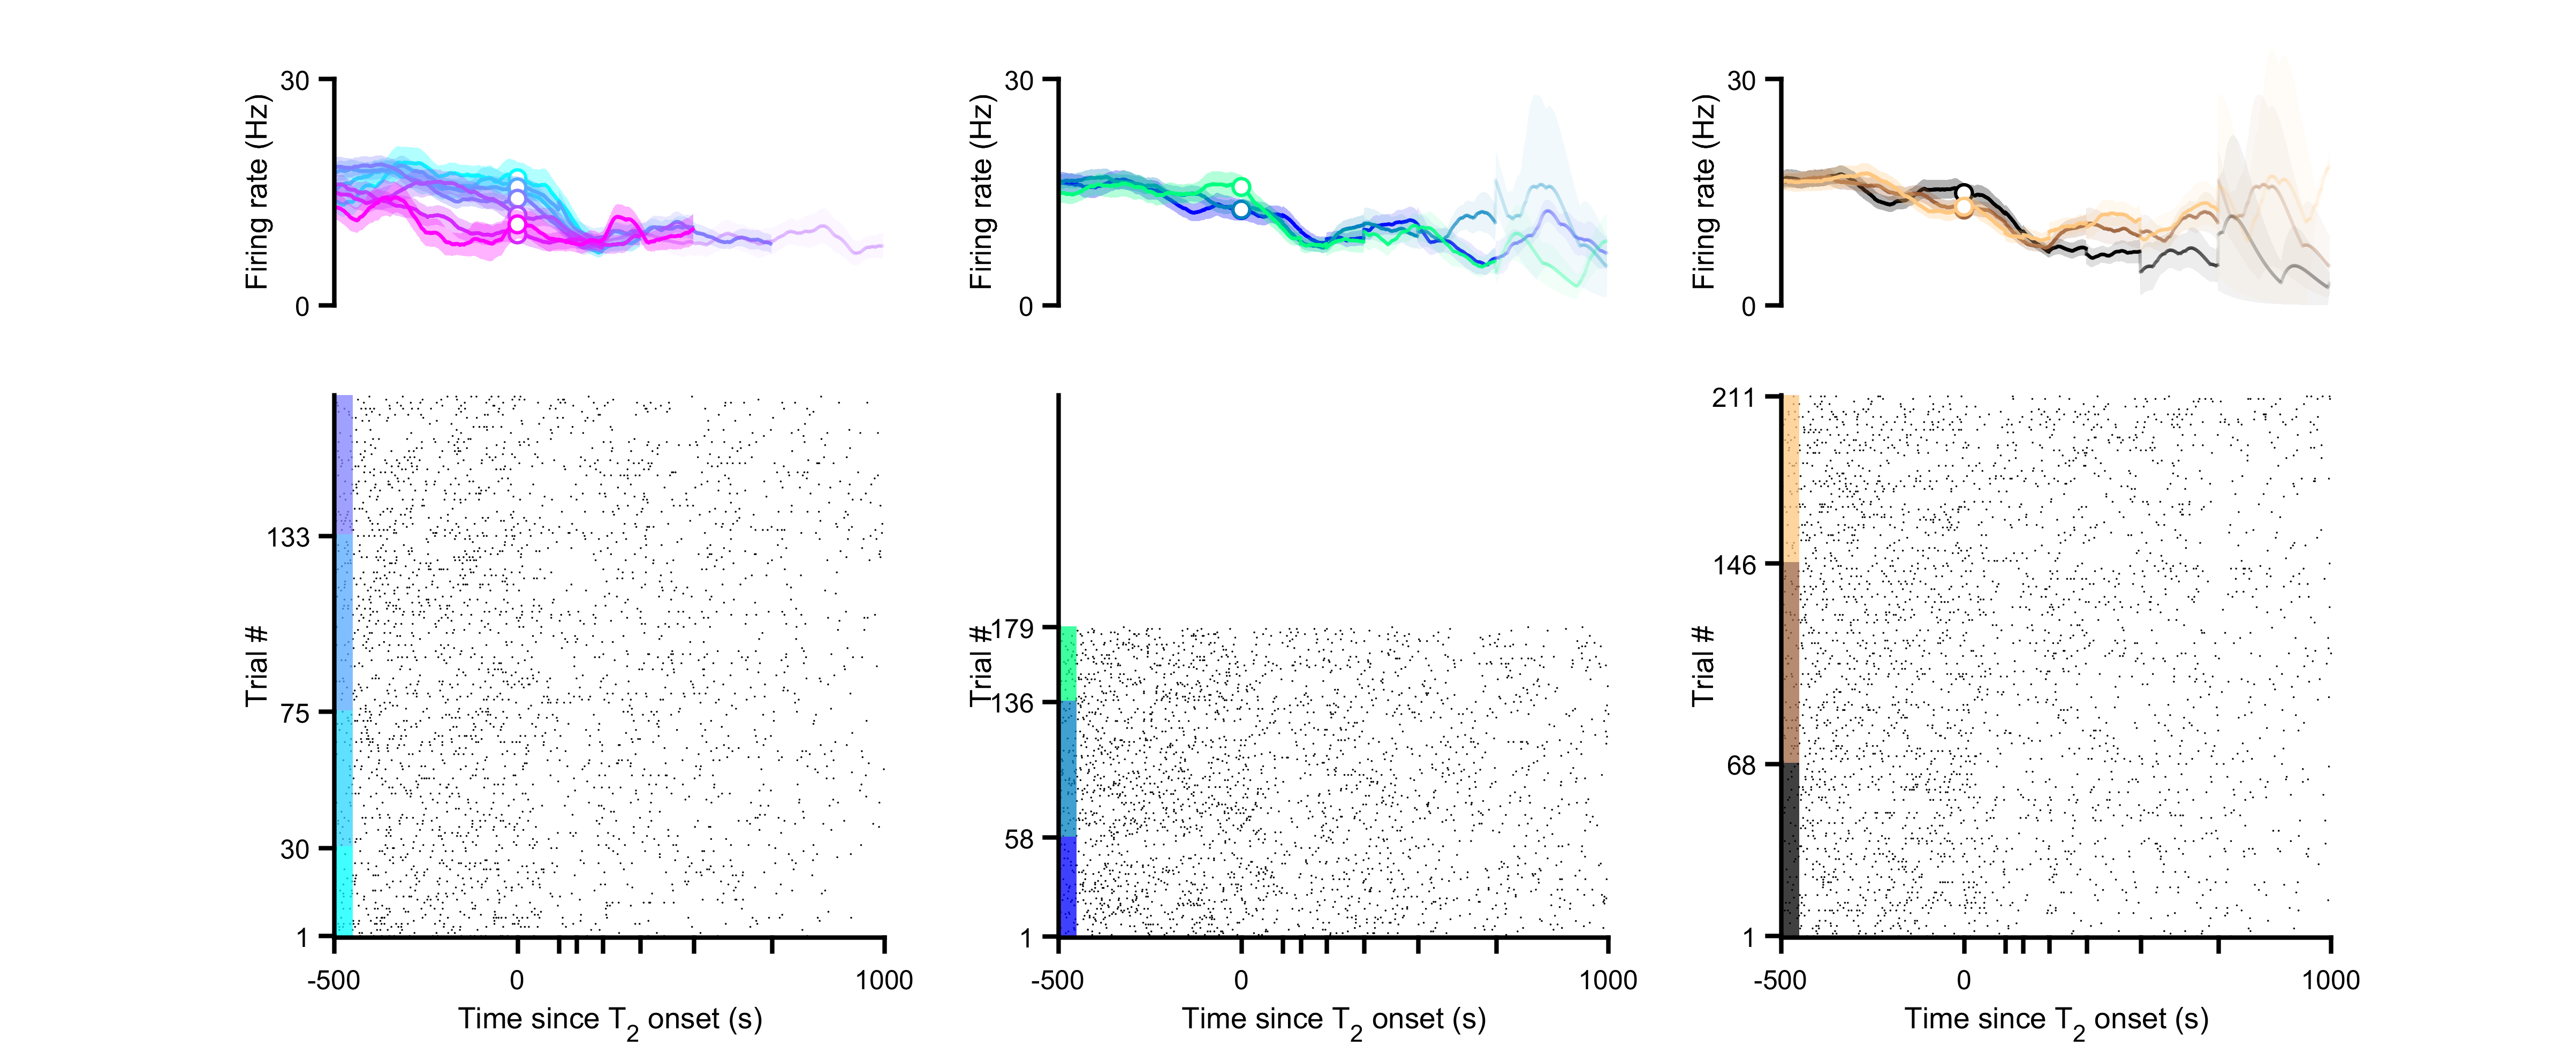 30
Firing rate (Hz)
0
30
Firing rate (Hz)
0
30
Firing rate (Hz)
0
133
75
30
1
Trial #
-500 0 1000
Time since T2 onset (s)
179
136
58
1
Trial #
-500 0 1000
Time since T2 onset (s)
211
146
68
1
Trial #
-500 0 1000
Time since T2 onset (s)